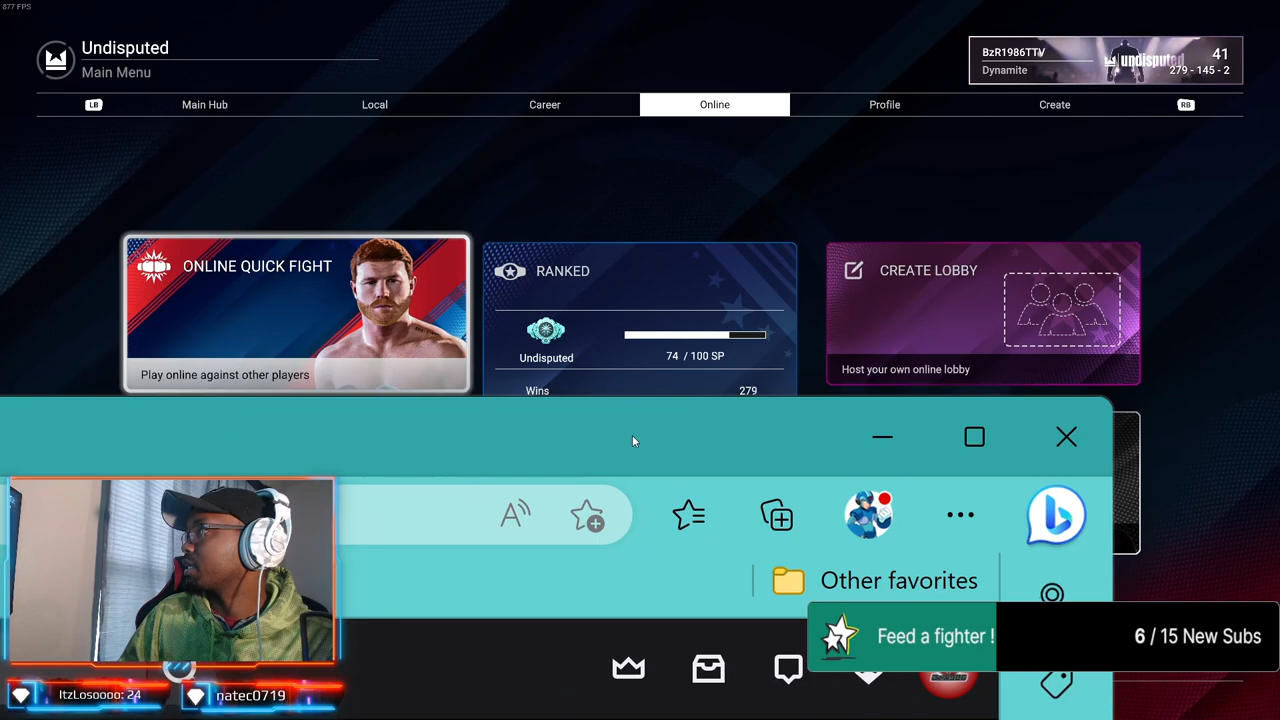 877 FPS
Undisputed
Main Menu
BzR1986TTV
Dynamite
undisputed
41
279 - 145 - 2
LB
Main Hub
Local
Career
Online
Profile
Create
RB
ONLINE QUICK FIGHT
Play online against other players
RANKED
Undisputed
74 / 100 SP
Wins
279
CREATE LOBBY
Host your own online lobby
A
Other favorites
Feed a fighter !
6 / 15 New Subs
ItzLosoooo: 24
natec0719